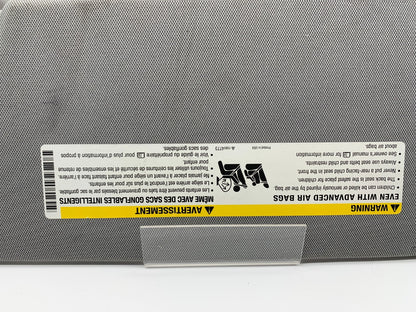 WARNING
EVEN WITH ADVANCED AIR BAGS
Children can be killed or seriously injured by the air bag.
The back seat is the safest place for children.
Never put a rear-facing child seat in the front.
Always use seat belts and child restraints.
See owner's manual for more information
about air bags.
AVERTISSEMENT
MÊME AVEC DES SACS GONFLABLES INTELLIGENTS
Les enfants peuvent être tués ou gravement blessés par le sac gonflable.
Le siège arrière est l'endroit le plus sûr pour les enfants.
Ne jamais placer à l'avant un siège pour enfant faisant face à l'arrière.
Toujours utiliser les ceintures de sécurité et les dispositifs de retenue
pour enfant.
Voir le guide du propriétaire pour plus d'information à propos
des sacs gonflables.
Printed in USA